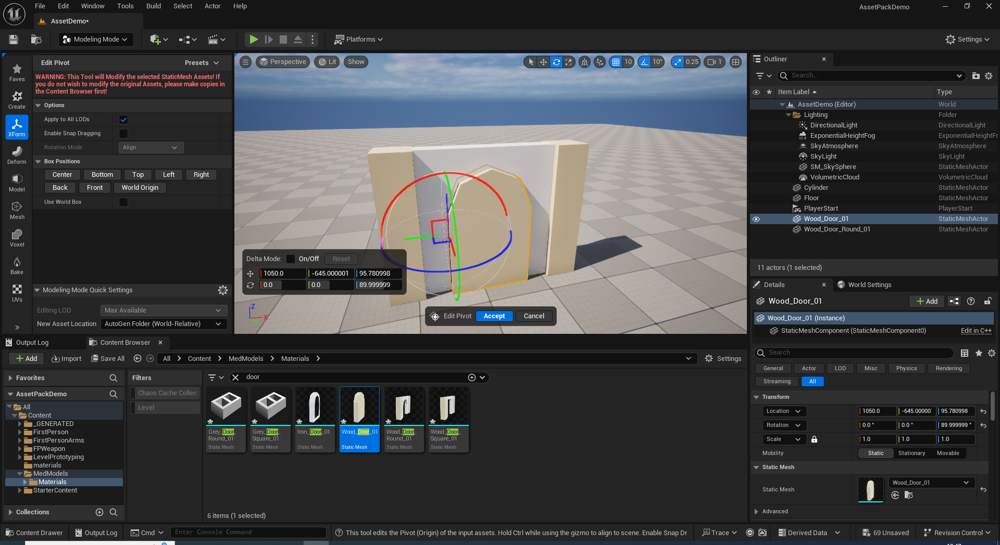 File Edit Window Tools Build Select Actor Help
AssetPackDemo
AssetDemo*
Modeling Mode
Platforms
Settings
Faves
Create
XForm
Deform
Model
Mesh
Voxel
Bake
UVs
Edit Pivot
Presets
WARNING: This Tool will Modify the selected StaticMesh Assets! If
you do not wish to modify the original Assets, please make copies in
the Content Browser first!
Options
Apply to All LODs
Enable Snap Dragging
Rotation Mode Align
Box Positions
Center Bottom Top Left Right
Back Front World Origin
Use World Box
Modeling Mode Quick Settings
Editing LOD Max Available
New Asset Location AutoGen Folder (World-Relative)
Perspective Lit Show
10 10° 0.25 1
Delta Mode: On/Off Reset
1050.0 -645.000001 95.780998
0.0 0.0 89.999999
Z
X
Edit Pivot Accept Cancel
Outliner
Search...
Item Label Type
AssetDemo (Editor) World
Lighting Folder
DirectionalLight DirectionalLight
ExponentialHeightFog ExponentialHeightFo
SkyAtmosphere SkyAtmosphere
SkyLight SkyLight
SM_SkySphere StaticMeshActor
VolumetricCloud VolumetricCloud
Cylinder StaticMeshActor
Floor StaticMeshActor
PlayerStart PlayerStart
Wood_Door_01 StaticMeshActor
Wood_Door_Round_01 StaticMeshActor
11 actors (1 selected)
Details World Settings
Wood_Door_01 Add
Wood_Door_01 (Instance)
StaticMeshComponent (StaticMeshComponent0) Edit in C++
Search
General Actor LOD Misc Physics Rendering
Streaming All
Transform
Location 1050.0 -645.00000 95.780998
Rotation 0.0 ° 0.0 ° 89.999999 °
Scale 1.0 1.0 1.0
Mobility Static Stationary Movable
Static Mesh
Static Mesh Wood_Door_01
Advanced
Output Log Content Browser
Add Import Save All All Content MedModels Materials Settings
Favorites
AssetPackDemo
All
Content
_GENERATED
FirstPerson
FirstPersonArms
FPWeapon
LevelPrototyping
materials
MedModels
Materials
StarterContent
Collections
Filters
Chaos Cache Collec
Level
door
Grey_Door_
Round_01
Static Mesh
Grey_Door_
Square_01
Static Mesh
Iron_Door_01
Static Mesh
Wood_Door_01
Static Mesh
Wood_Door_
Round_01
Static Mesh
Wood_Door_
Square_01
Static Mesh
6 items (1 selected)
Content Drawer Output Log Cmd Enter Console Command This tool edits the Pivot (Origin) of the input assets. Hold Ctrl while using the gizmo to align to scene. Enable Snap Dr Trace Derived Data 69 Unsaved Revision Control